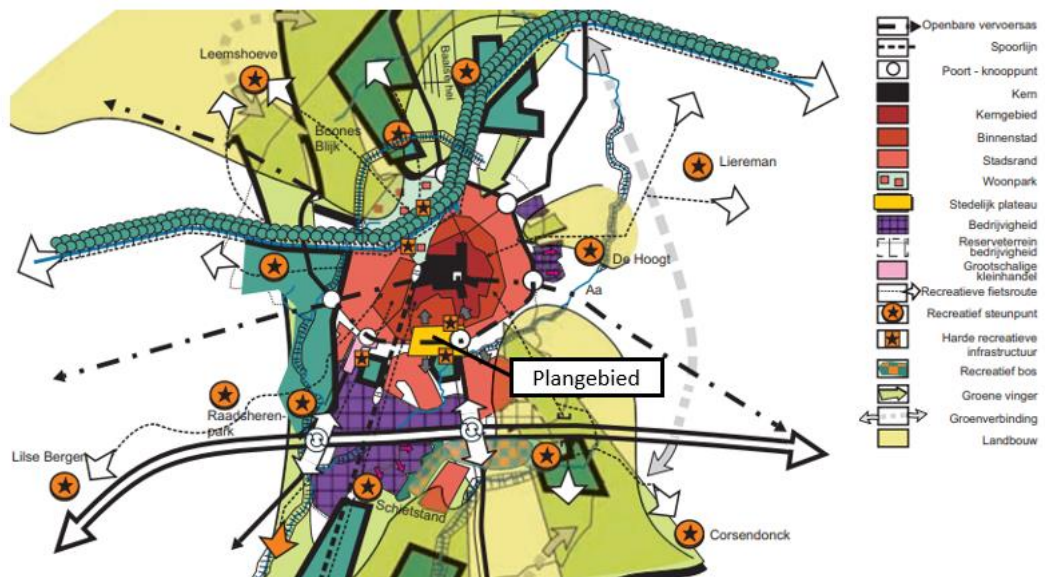 Leemshoeve
Baalse hei
Boones
Blijk
Liereman
De Hoogt
Aa
Plangebied
Raadsheren-
park
Lilse Bergen
Schietstand
Corsendonck
Openbare vervoersas
Spoorlijn
Poort - knooppunt
Kern
Kerngebied
Binnenstad
Stadsrand
Woonpark
Stedelijk plateau
Bedrijvigheid
Reserveterrein
bedrijvigheid
Grootschalige
kleinhandel
Recreatieve fietsroute
Recreatief steunpunt
Harde recreatieve
infrastructuur
Recreatief bos
Groene vinger
Groenverbinding
Landbouw